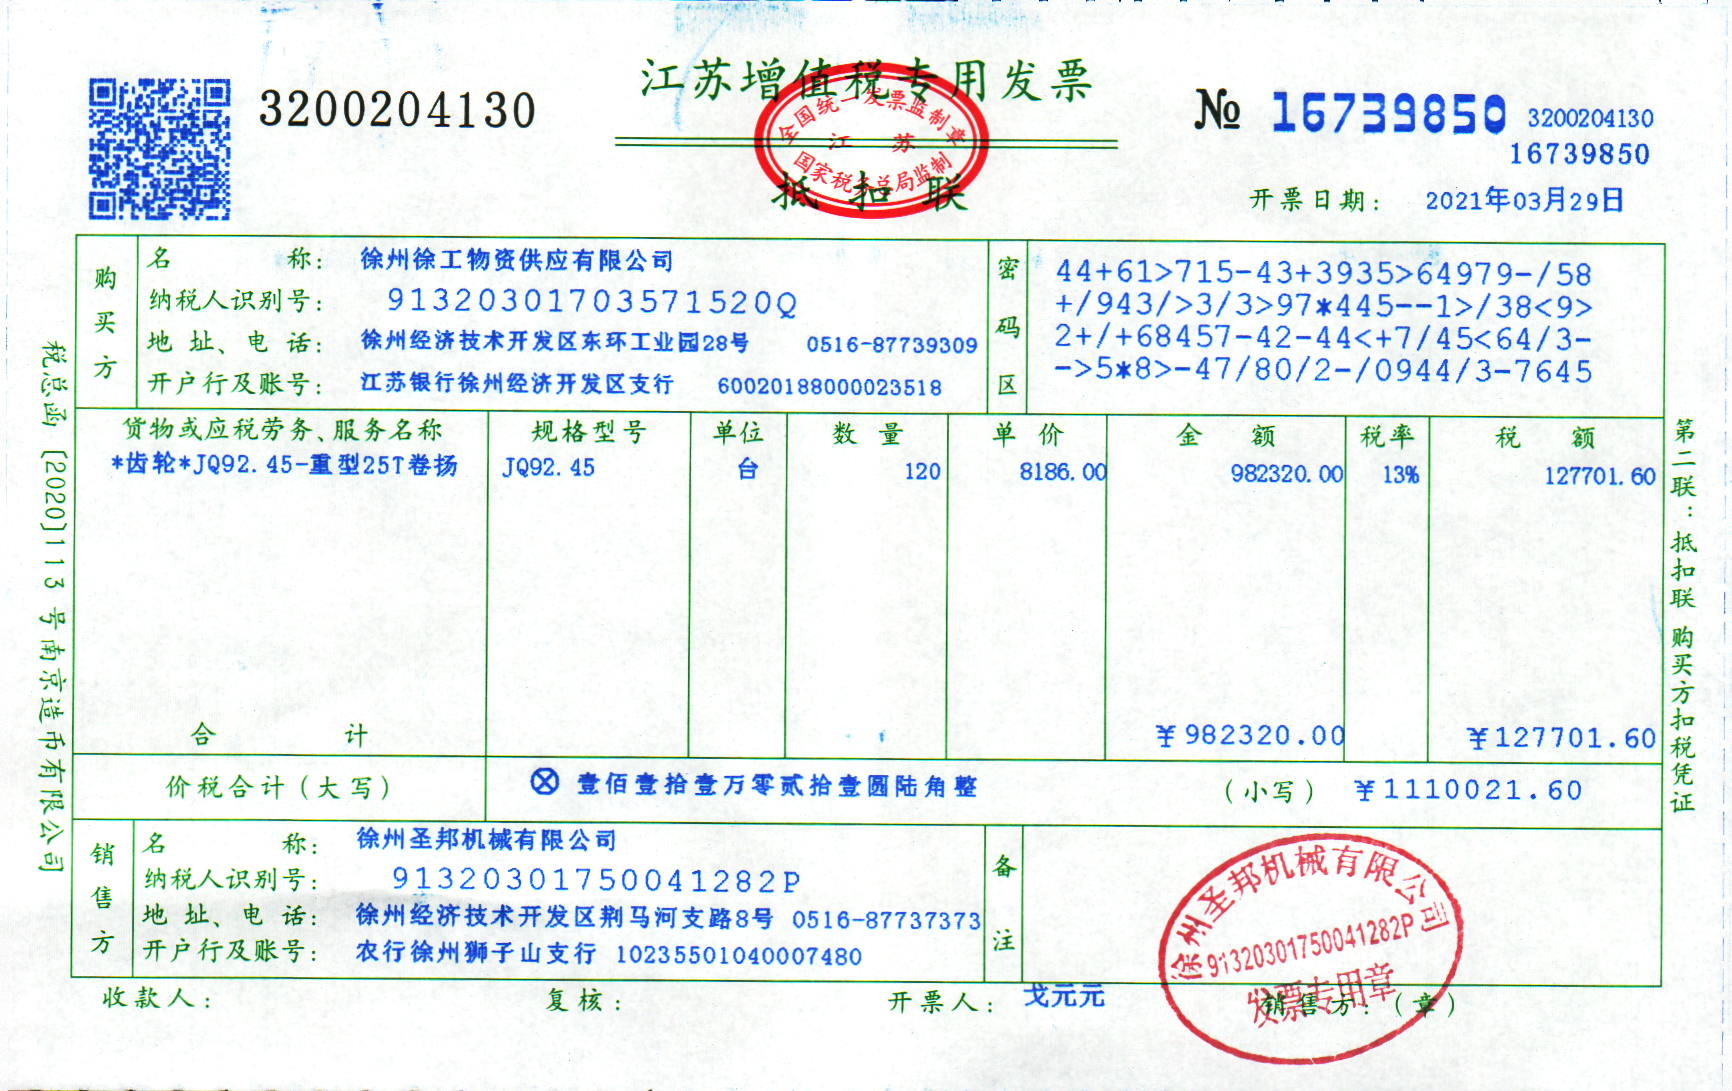 江苏增值税专用发票
3200204130
№ 16739850 3200204130
16739850
全国统一发票监制章
江 苏
国家税务总局监制
抵 扣 联
开票日期： 2021年03月29日
购买方
名 称： 徐州徐工物资供应有限公司
纳税人识别号： 91320301703571520Q
地 址、电 话： 徐州经济技术开发区东环工业园28号 0516-87739309
开户行及账号： 江苏银行徐州经济开发区支行 60020188000023518
密码区
44+61>715-43+3935>64979-/58
+/943/>3/3>97*445--1>/38<9>
2+/+68457-42-44<+7/45<64/3-
->5*8>-47/80/2-/0944/3-7645
货物或应税劳务、服务名称 规格型号 单位 数 量 单 价 金 额 税率 税 额
*齿轮*JQ92.45-重型25T卷扬 JQ92.45 台 120 8186.00 982320.00 13% 127701.60
合 计 ￥982320.00 ￥127701.60
价税合计（大写） ⊗ 壹佰壹拾壹万零贰拾壹圆陆角整 （小写） ￥1110021.60
销售方
名 称： 徐州圣邦机械有限公司
纳税人识别号： 91320301750041282P
地 址、电 话： 徐州经济技术开发区荆马河支路8号 0516-87737373
开户行及账号： 农行徐州狮子山支行 10235501040007480
备注
徐州圣邦机械有限公司
91320301750041282P
发票专用章
收款人： 复核： 开票人： 戈元元 销售方：（章）
税总函〔2020〕113号南京造币有限公司
第二联：抵扣联 购买方扣税凭证